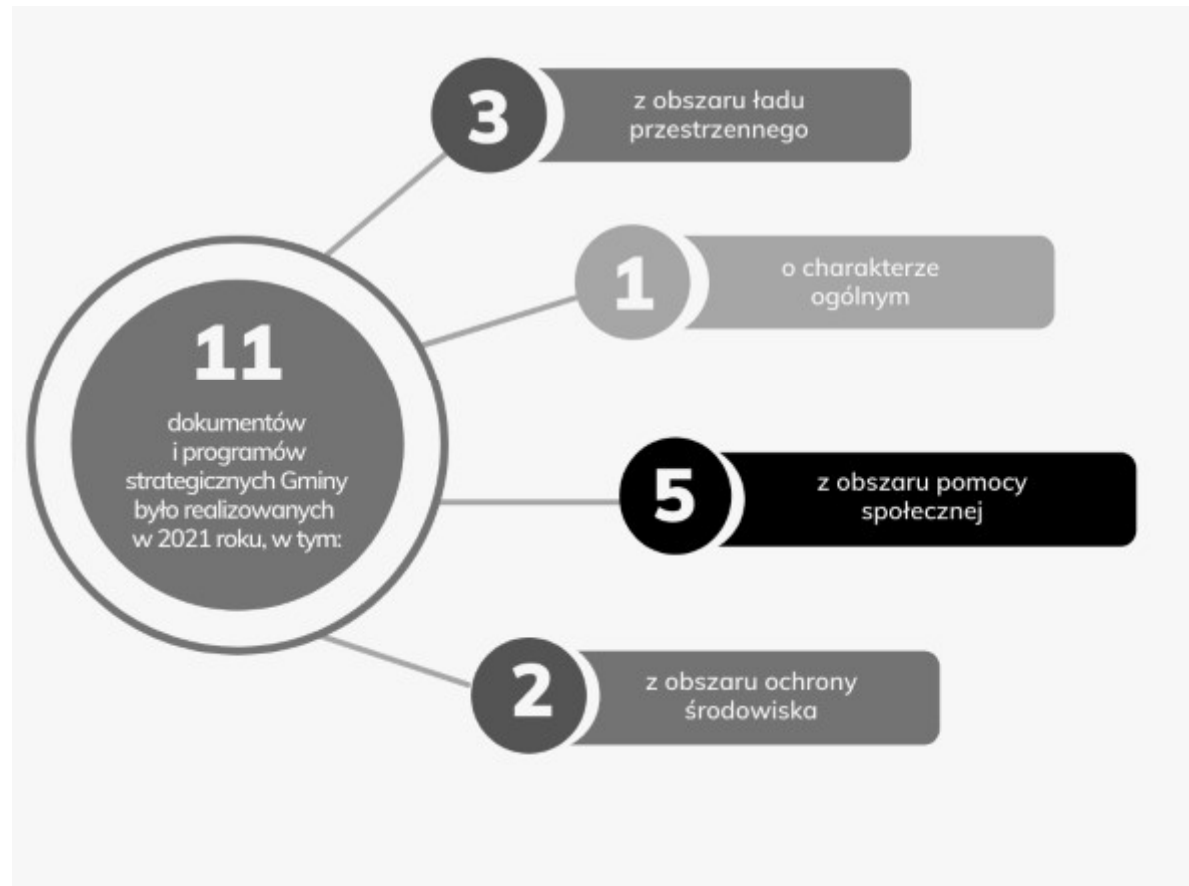 11
dokumentów
i programów
strategicznych Gminy
było realizowanych
w 2021 roku, w tym:
3
z obszaru ładu
przestrzennego
1
o charakterze
ogólnym
5
z obszaru pomocy
społecznej
2
z obszaru ochrony
środowiska